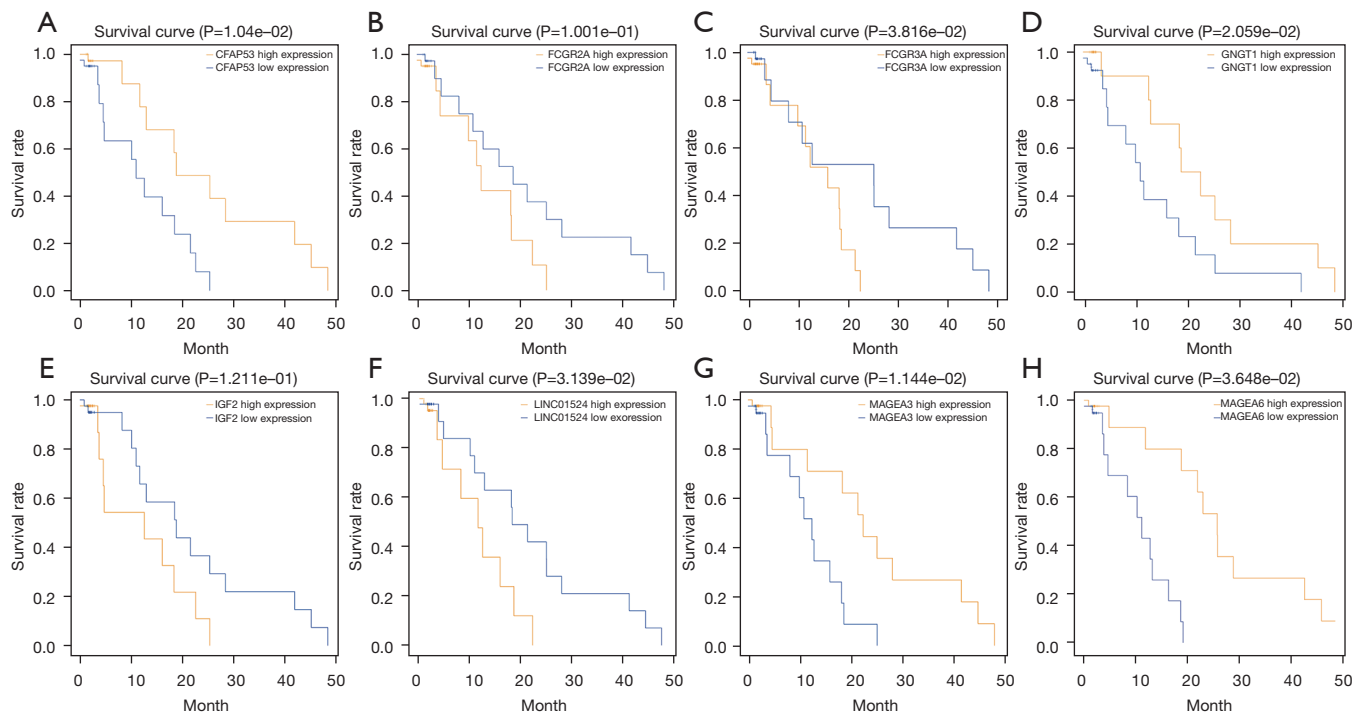 A
Survival curve (P=1.04e–02)
CFAP53 high expression
CFAP53 low expression
1.0
0.8
0.6
0.4
0.2
0.0
Survival rate
0 10 20 30 40 50
Month
B
Survival curve (P=1.001e–01)
FCGR2A high expression
FCGR2A low expression
1.0
0.8
0.6
0.4
0.2
0.0
Survival rate
0 10 20 30 40 50
Month
C
Survival curve (P=3.816e–02)
FCGR3A high expression
FCGR3A low expression
1.0
0.8
0.6
0.4
0.2
0.0
Survival rate
0 10 20 30 40 50
Month
D
Survival curve (P=2.059e–02)
GNGT1 high expression
GNGT1 low expression
1.0
0.8
0.6
0.4
0.2
0.0
Survival rate
0 10 20 30 40 50
Month
E
Survival curve (P=1.211e–01)
IGF2 high expression
IGF2 low expression
1.0
0.8
0.6
0.4
0.2
0.0
Survival rate
0 10 20 30 40 50
Month
F
Survival curve (P=3.139e–02)
LINC01524 high expression
LINC01524 low exoression
1.0
0.8
0.6
0.4
0.2
0.0
Survival rate
0 10 20 30 40 50
Month
G
Survival curve (P=1.144e–02)
MAGEA3 high expression
MAGEA3 low expression
1.0
0.8
0.6
0.4
0.2
0.0
Survival rate
0 10 20 30 40 50
Month
H
Survival curve (P=3.648e–02)
MAGEA6 high expression
MAGEA6 low expression
1.0
0.8
0.6
0.4
0.2
0.0
Survival rate
0 10 20 30 40 50
Month